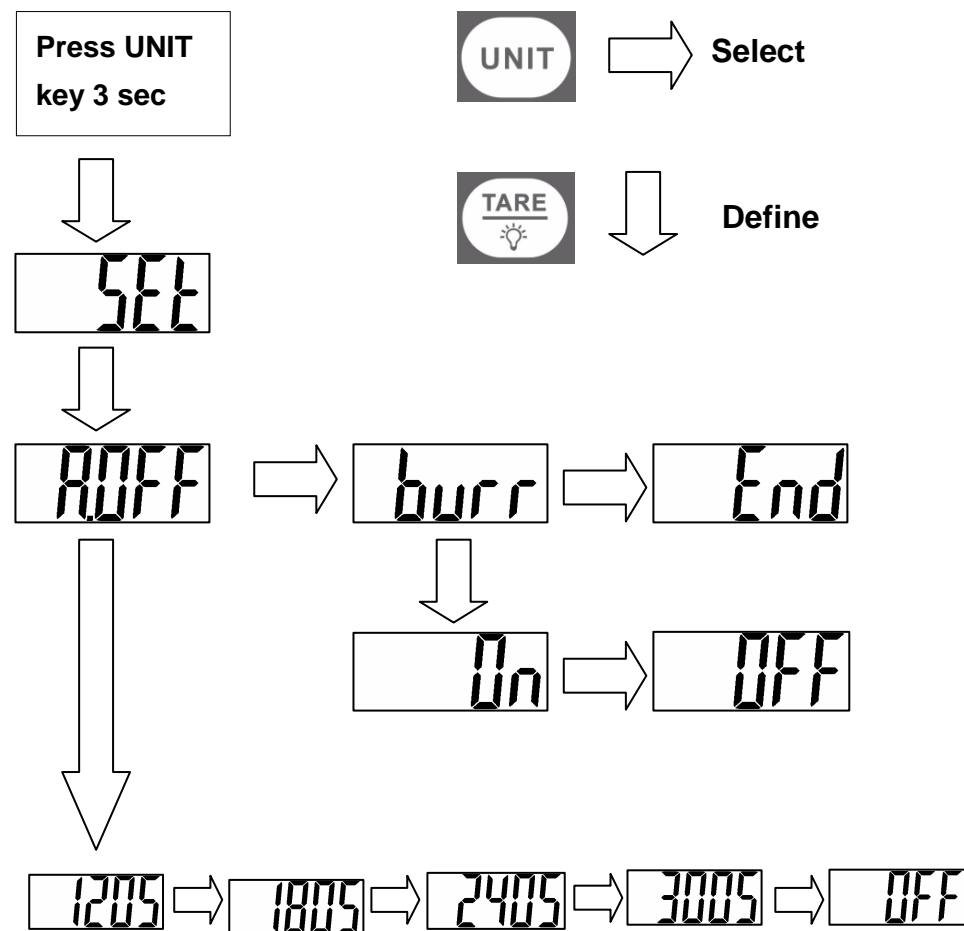 Press UNIT
key 3 sec
UNIT
Select
TARE
Define
SEt
A.OFF
burr
End
On
OFF
120S
180S
240S
300S
OFF